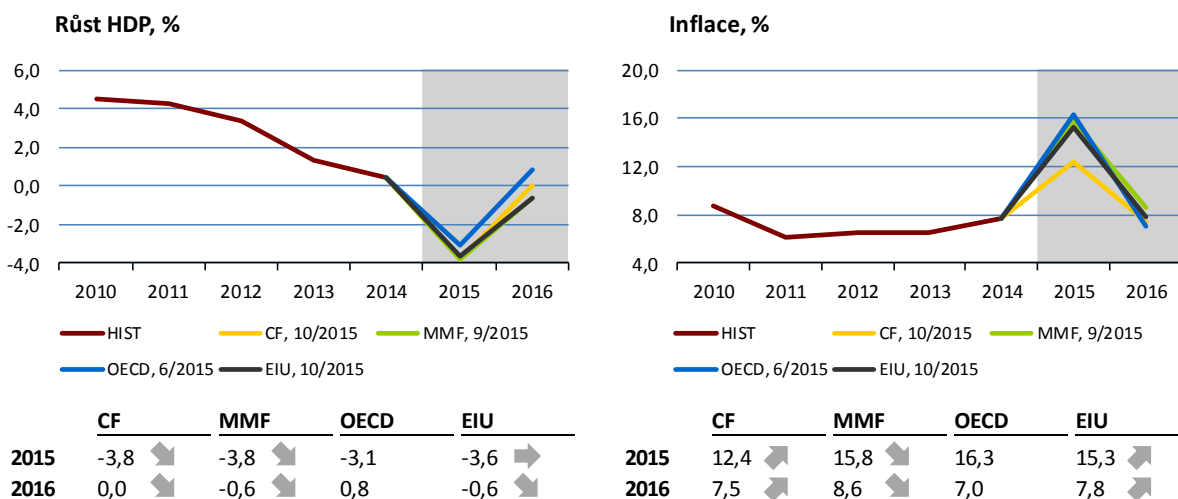 Růst HDP, %
6,0
4,0
2,0
0,0
-2,0
-4,0
2010 2011 2012 2013 2014 2015 2016
HIST CF, 10/2015 MMF, 9/2015
OECD, 6/2015 EIU, 10/2015
CF MMF OECD EIU
2015 -3,8 -3,8 -3,1 -3,6
2016 0,0 -0,6 0,8 -0,6
Inflace, %
20,0
16,0
12,0
8,0
4,0
2010 2011 2012 2013 2014 2015 2016
HIST CF, 10/2015 MMF, 9/2015
OECD, 6/2015 EIU, 10/2015
CF MMF OECD EIU
2015 12,4 15,8 16,3 15,3
2016 7,5 8,6 7,0 7,8